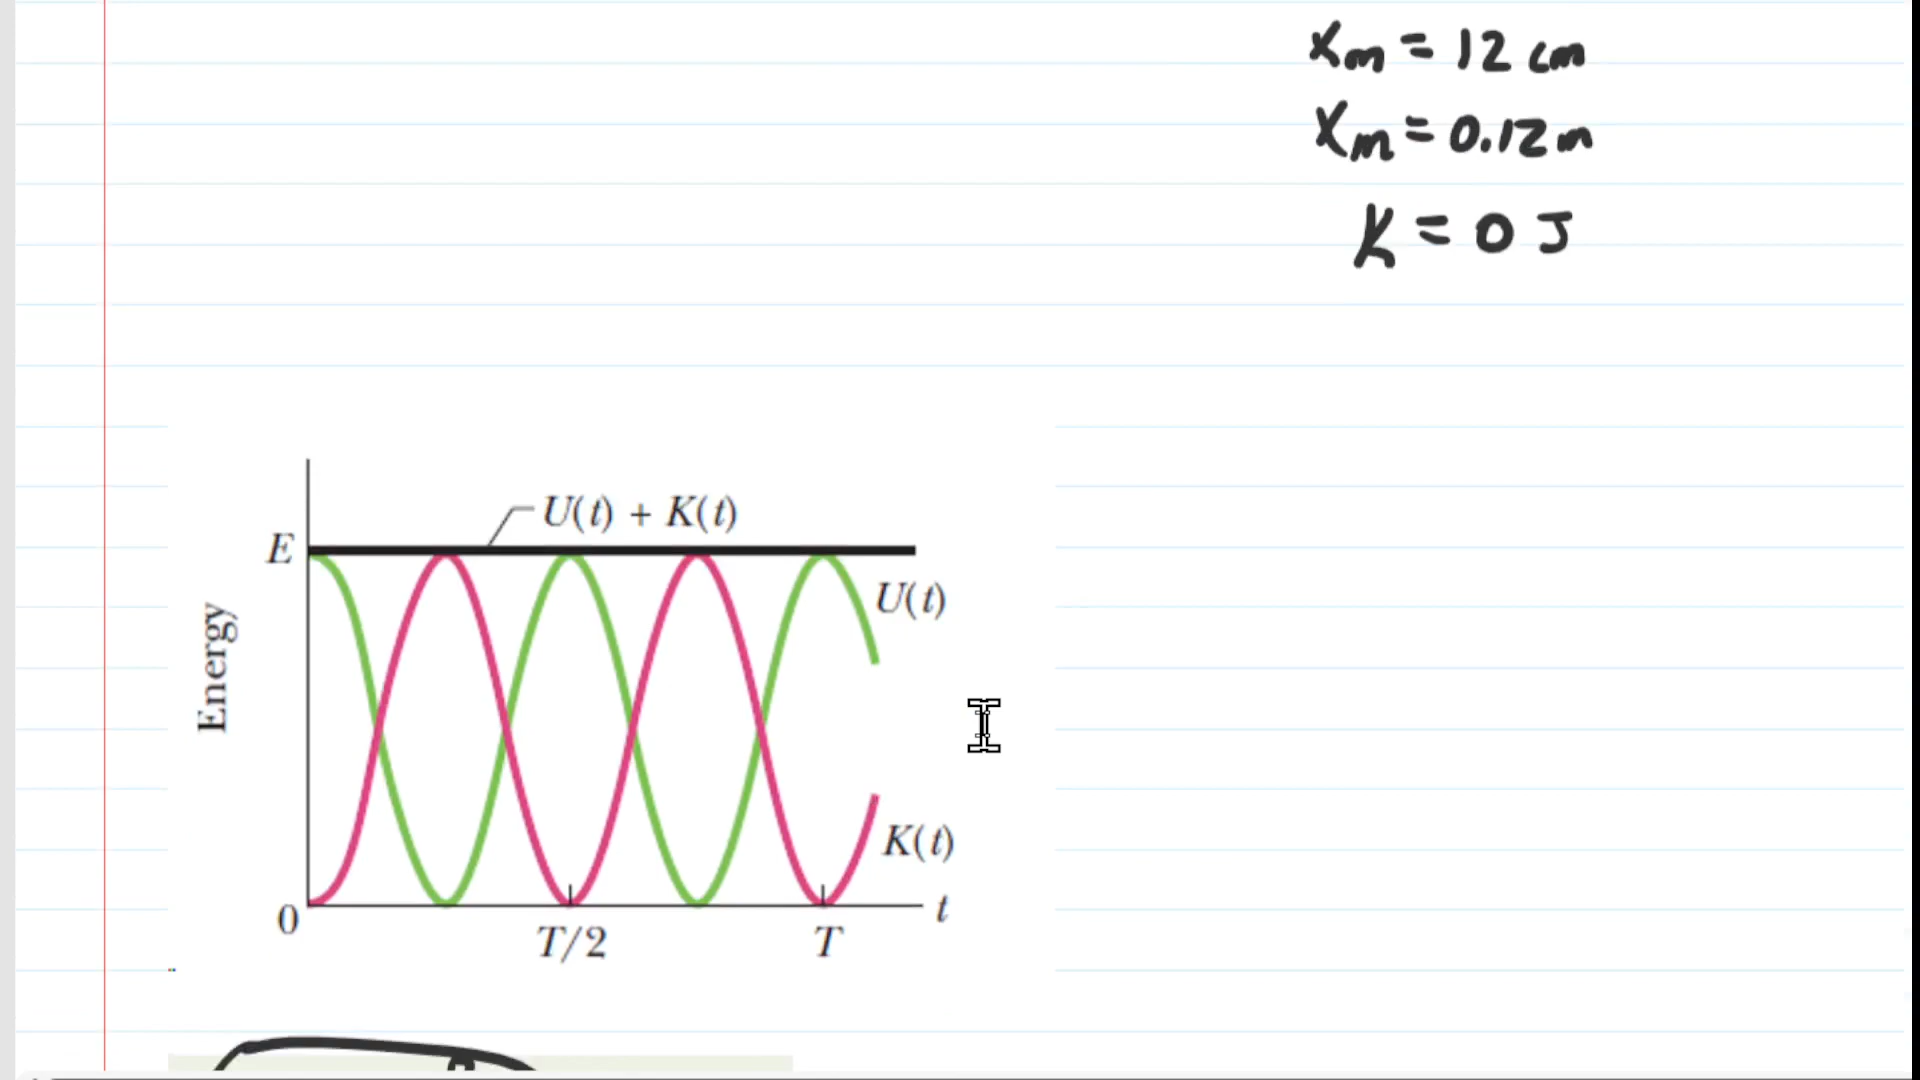 xm = 12 cm
xm = 0.12 m
K = 0 J
U(t) + K(t)
E
U(t)
Energy
K(t)
0
t
T/2
T